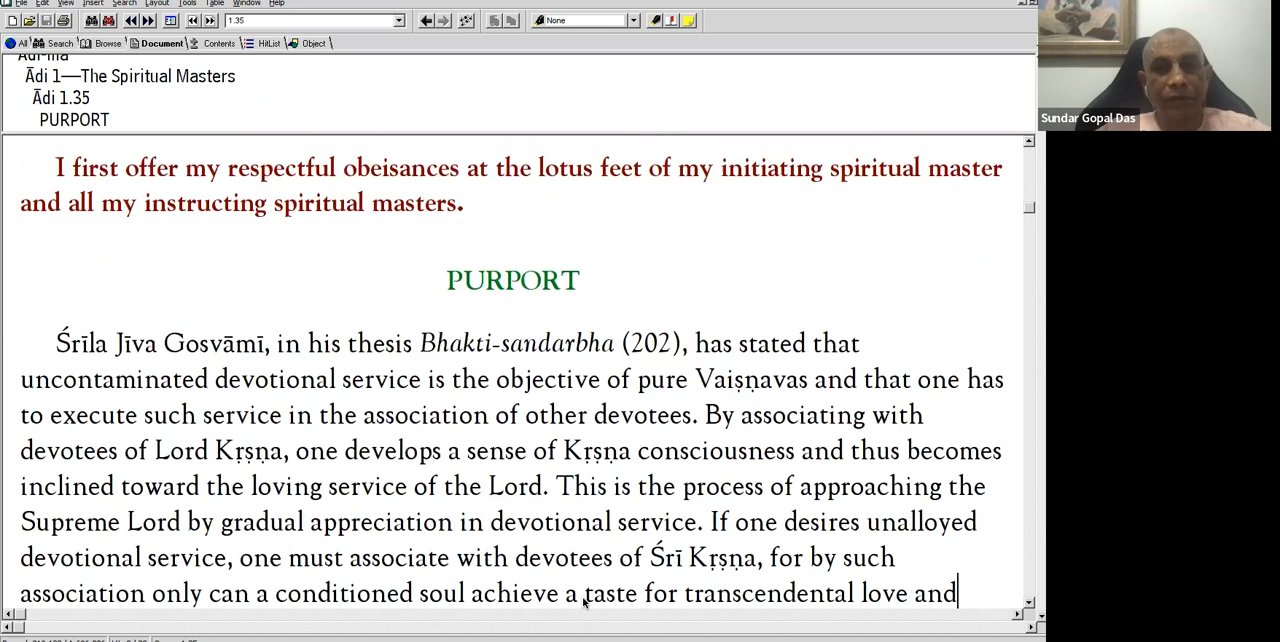 File Edit View Insert Search Layout Tools Table Window Help
1.35
None
All Search Browse Document Contents HitList Object
Ādi 1—The Spiritual Masters
Ādi 1.35
PURPORT
Sundar Gopal Das
I first offer my respectful obeisances at the lotus feet of my initiating spiritual master
and all my instructing spiritual masters.
PURPORT
Śrīla Jīva Gosvāmī, in his thesis Bhakti-sandarbha (202), has stated that
uncontaminated devotional service is the objective of pure Vaiṣṇavas and that one has
to execute such service in the association of other devotees. By associating with
devotees of Lord Kṛṣṇa, one develops a sense of Kṛṣṇa consciousness and thus becomes
inclined toward the loving service of the Lord. This is the process of approaching the
Supreme Lord by gradual appreciation in devotional service. If one desires unalloyed
devotional service, one must associate with devotees of Śrī Kṛṣṇa, for by such
association only can a conditioned soul achieve a taste for transcendental love and